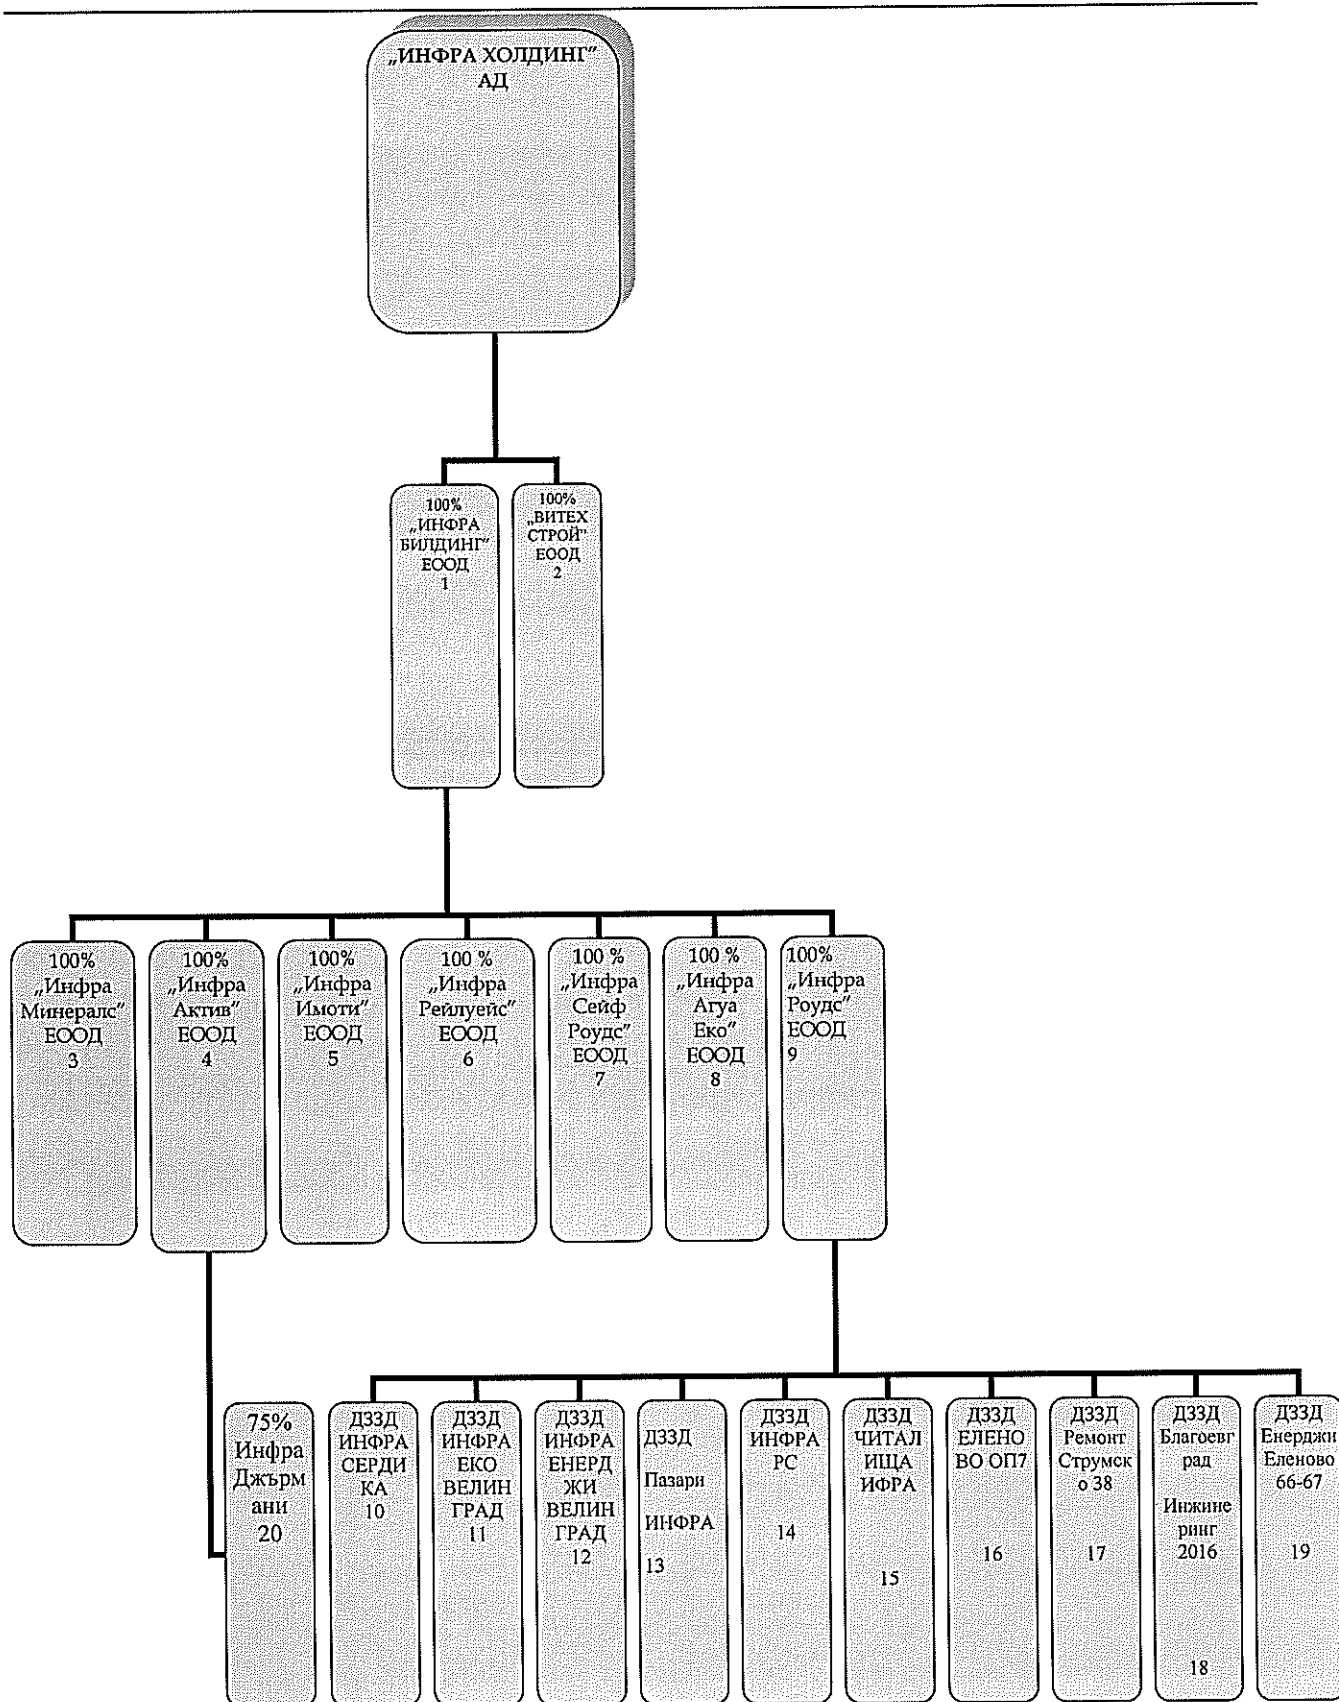 „ИНФРА ХОЛДИНГ”
АД
100%
„ИНФРА
БИЛДИНГ”
ЕООД
1
100%
„ВИТЕХ
СТРОЙ”
ЕООД
2
100%
„Инфра
Минералс”
ЕООД
3
100%
„Инфра
Актив”
ЕООД
4
100%
„Инфра
Имоти”
ЕООД
5
100 %
„Инфра
Рейлуейс”
ЕООД
6
100 %
„Инфра
Сейф
Роудс”
ЕООД
7
100 %
„Инфра
Агуа
Еко”
ЕООД
8
100%
„Инфра
Роудс”
ЕООД
9
75%
Инфра
Джърм
ани
20
ДЗЗД
ИНФРА
СЕРДИ
КА
10
ДЗЗД
ИНФРА
ЕКО
ВЕЛИН
ГРАД
11
ДЗЗД
ИНФРА
ЕНЕРД
ЖИ
ВЕЛИН
ГРАД
12
ДЗЗД
Пазари
ИНФРА
13
ДЗЗД
ИНФРА
РС
14
ДЗЗД
ЧИТАЛ
ИЩА
ИФРА
15
ДЗЗД
ЕЛЕНО
ВО ОП7
16
ДЗЗД
Ремонт
Струмск
о 38
17
ДЗЗД
Благоевг
рад
Инжине
ринг
2016
18
ДЗЗД
Енерджи
Еленово
66-67
19